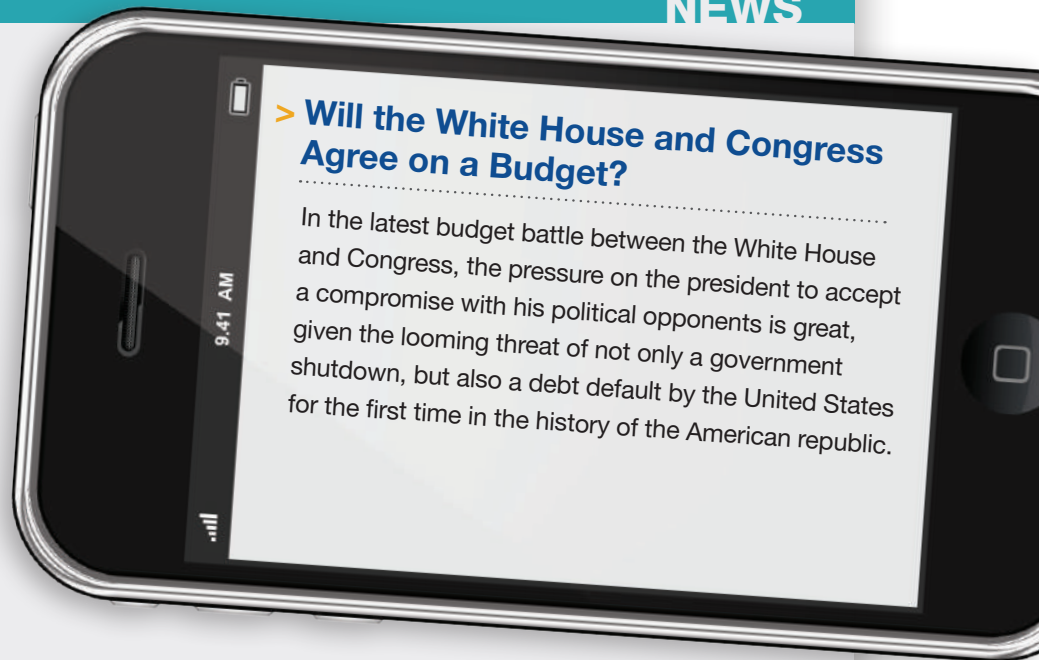 NEWS
> Will the White House and Congress
Agree on a Budget?
In the latest budget battle between the White House
and Congress, the pressure on the president to accept
a compromise with his political opponents is great,
given the looming threat of not only a government
shutdown, but also a debt default by the United States
for the first time in the history of the American republic.
9.41 AM